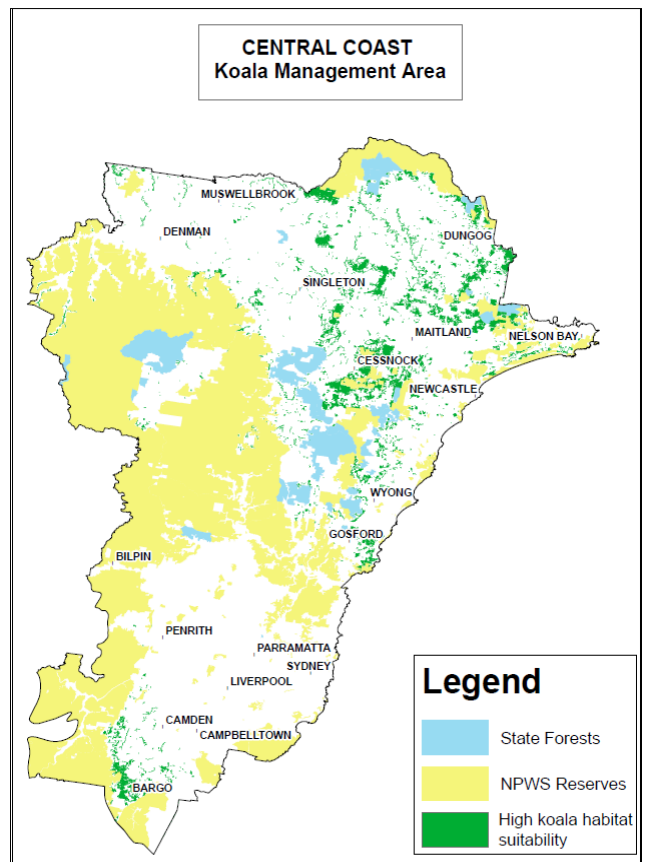 CENTRAL COAST
Koala Management Area
MUSWELLBROOK
DENMAN
DUNGOG
SINGLETON
MAITLAND
NELSON BAY
CESSNOCK
NEWCASTLE
WYONG
GOSFORD
BILPIN
PENRITH
PARRAMATTA
SYDNEY
LIVERPOOL
CAMDEN
CAMPBELLTOWN
BARGO
Legend
State Forests
NPWS Reserves
High koala habitat
suitability